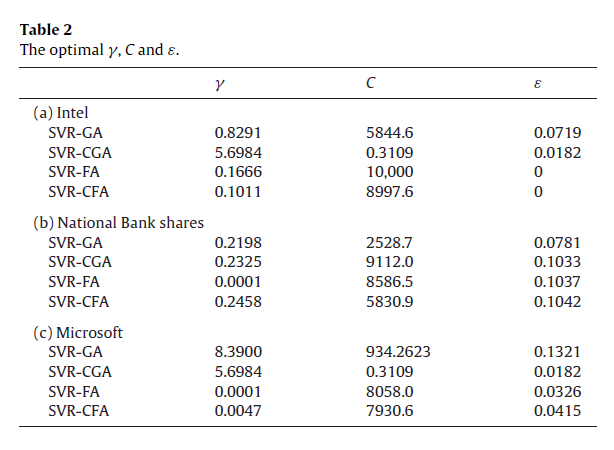 Table 2
The optimal γ, C and ε.
γ C ε
(a) Intel
SVR-GA 0.8291 5844.6 0.0719
SVR-CGA 5.6984 0.3109 0.0182
SVR-FA 0.1666 10,000 0
SVR-CFA 0.1011 8997.6 0
(b) National Bank shares
SVR-GA 0.2198 2528.7 0.0781
SVR-CGA 0.2325 9112.0 0.1033
SVR-FA 0.0001 8586.5 0.1037
SVR-CFA 0.2458 5830.9 0.1042
(c) Microsoft
SVR-GA 8.3900 934.2623 0.1321
SVR-CGA 5.6984 0.3109 0.0182
SVR-FA 0.0001 8058.0 0.0326
SVR-CFA 0.0047 7930.6 0.0415